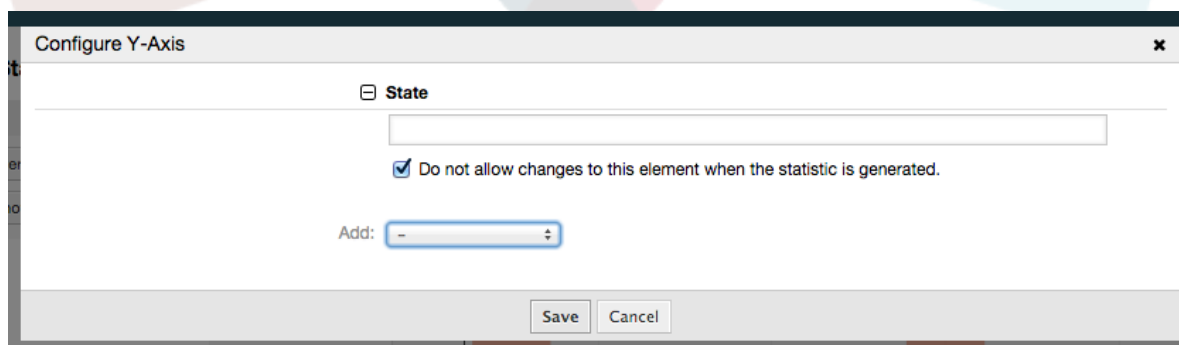 Configure Y-Axis
State
Do not allow changes to this element when the statistic is generated.
Add: –
Save Cancel